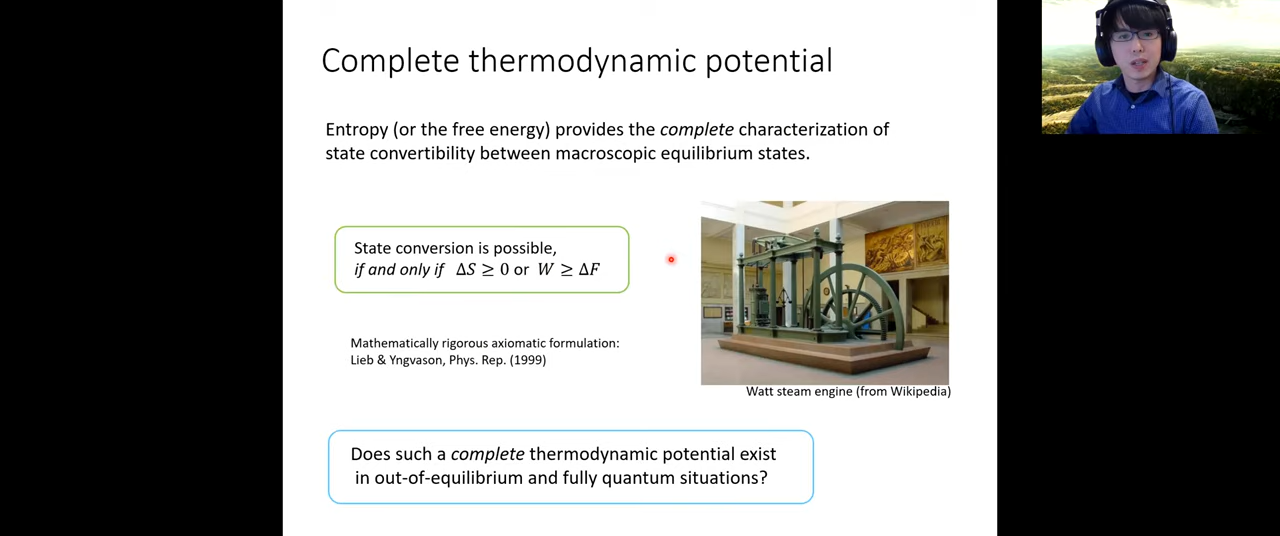 Complete thermodynamic potential
Entropy (or the free energy) provides the complete characterization of
state convertibility between macroscopic equilibrium states.
State conversion is possible,
if and only if ΔS ≥ 0 or W ≥ ΔF
Mathematically rigorous axiomatic formulation:
Lieb & Yngvason, Phys. Rep. (1999)
Watt steam engine (from Wikipedia)
Does such a complete thermodynamic potential exist
in out-of-equilibrium and fully quantum situations?